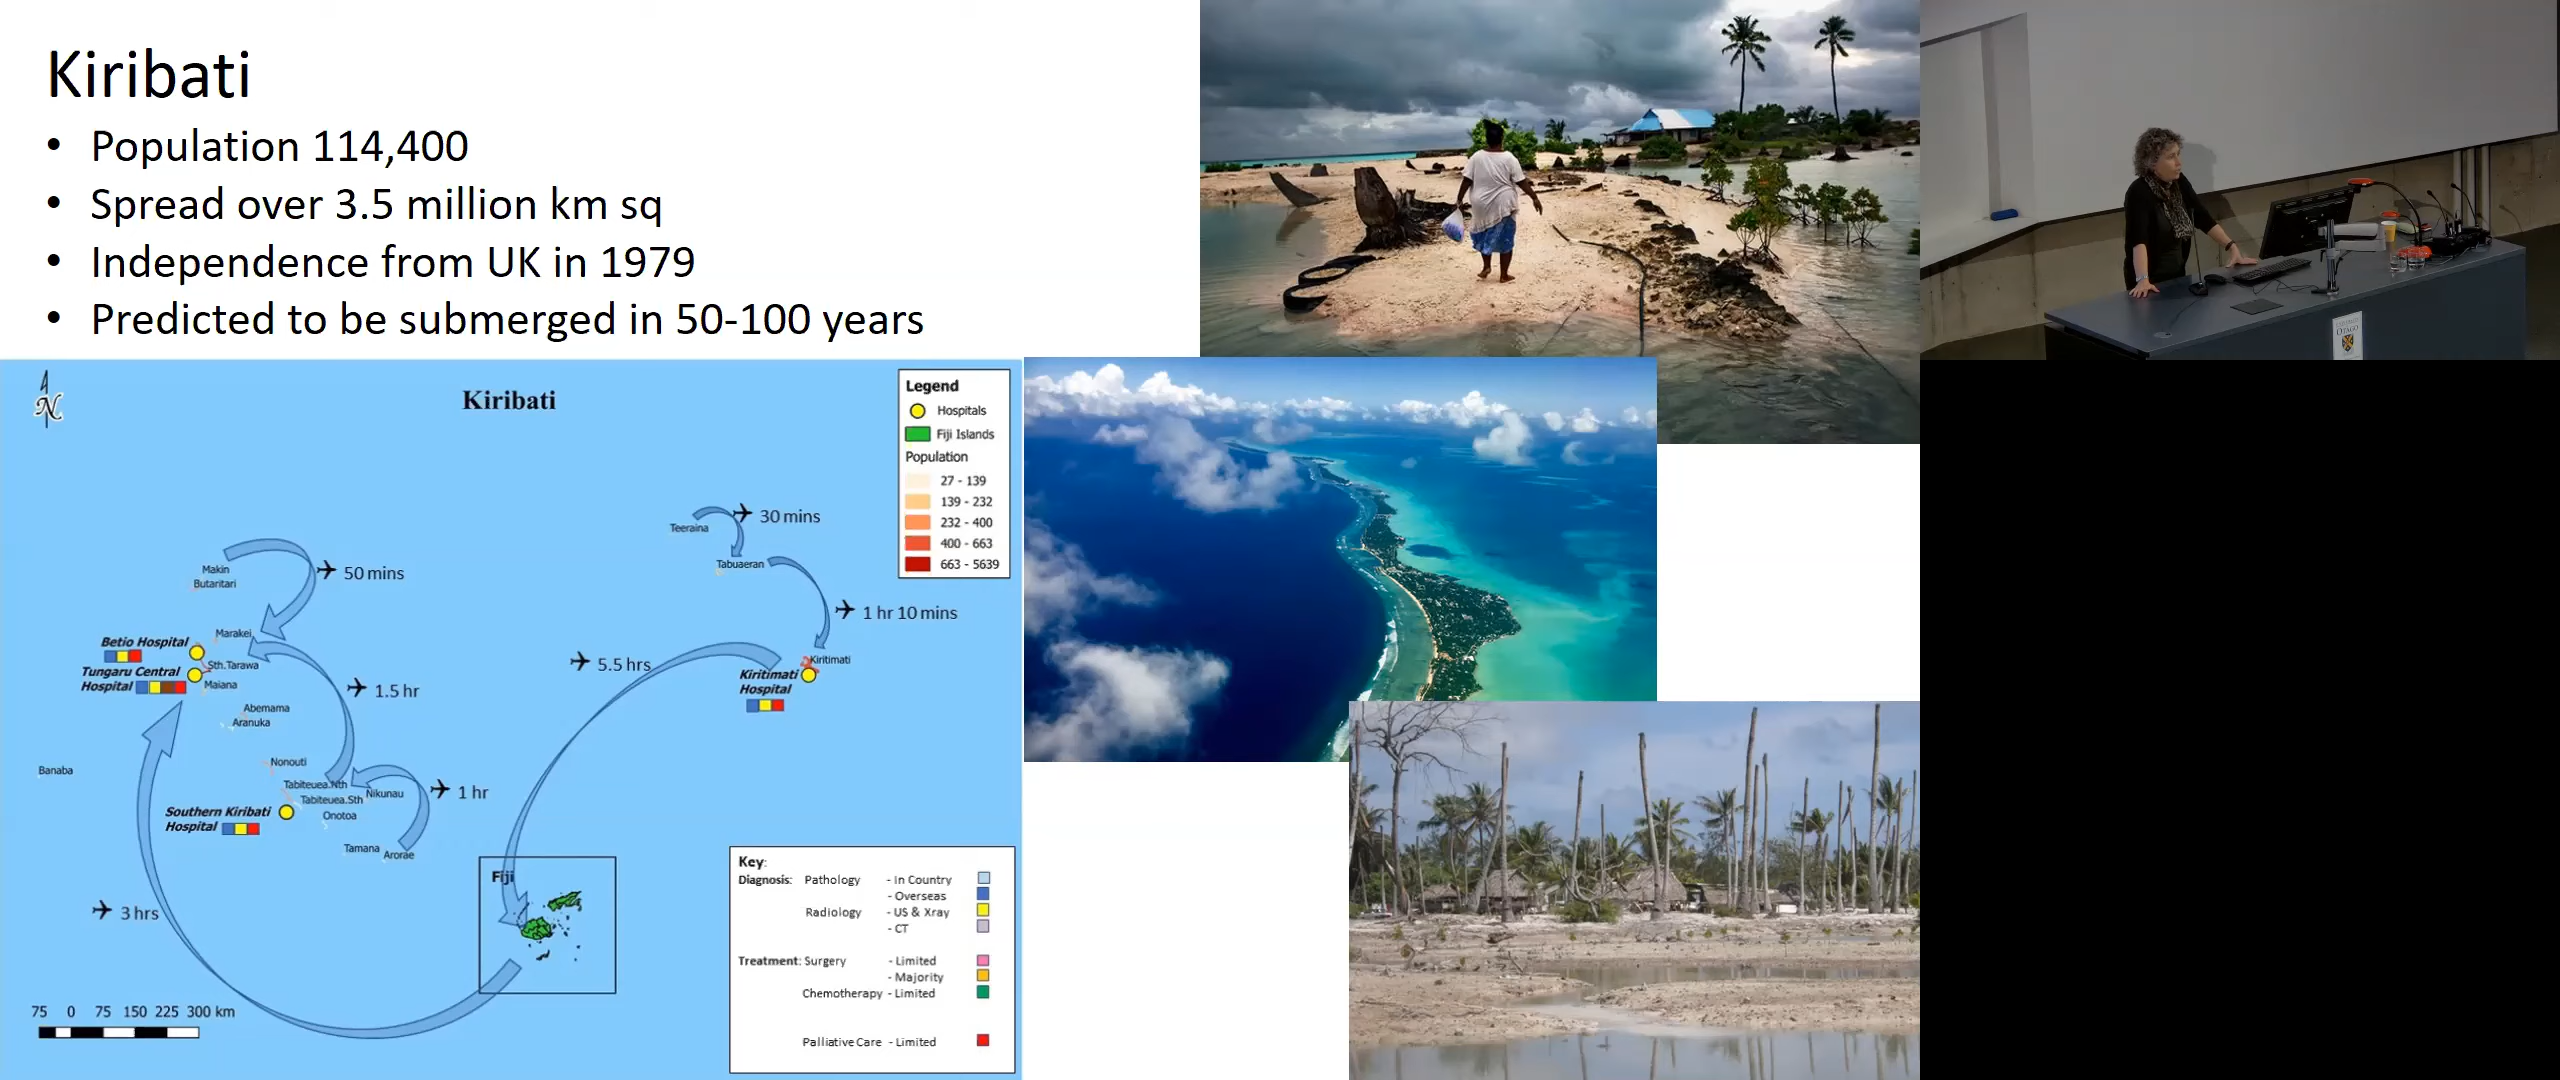 Kiribati
• Population 114,400
• Spread over 3.5 million km sq
• Independence from UK in 1979
• Predicted to be submerged in 50-100 years
N
Kiribati
Legend
Hospitals
Fiji Islands
Population
27 - 139
139 - 232
232 - 400
400 - 663
663 - 5639
Teeraina
30 mins
Tabuaeran
1 hr 10 mins
Makin
Butaritari
50 mins
Marakei
Betio Hospital
Sth.Tarawa
Tungaru Central
Hospital
Maiana
1.5 hr
5.5 hrs
Kiritimati
Kiritimati
Hospital
Abemama
Aranuka
Banaba
Nonouti
Tabiteuea.Nth
Tabiteuea.Sth
Nikunau
1 hr
Southern Kiribati
Hospital
Onotoa
Tamana
Arorae
Fiji
3 hrs
75 0 75 150 225 300 km
Key:
Diagnosis: Pathology - In Country
- Overseas
Radiology - US & Xray
- CT
Treatment: Surgery - Limited
- Majority
Chemotherapy - Limited
Palliative Care - Limited
OTAGO